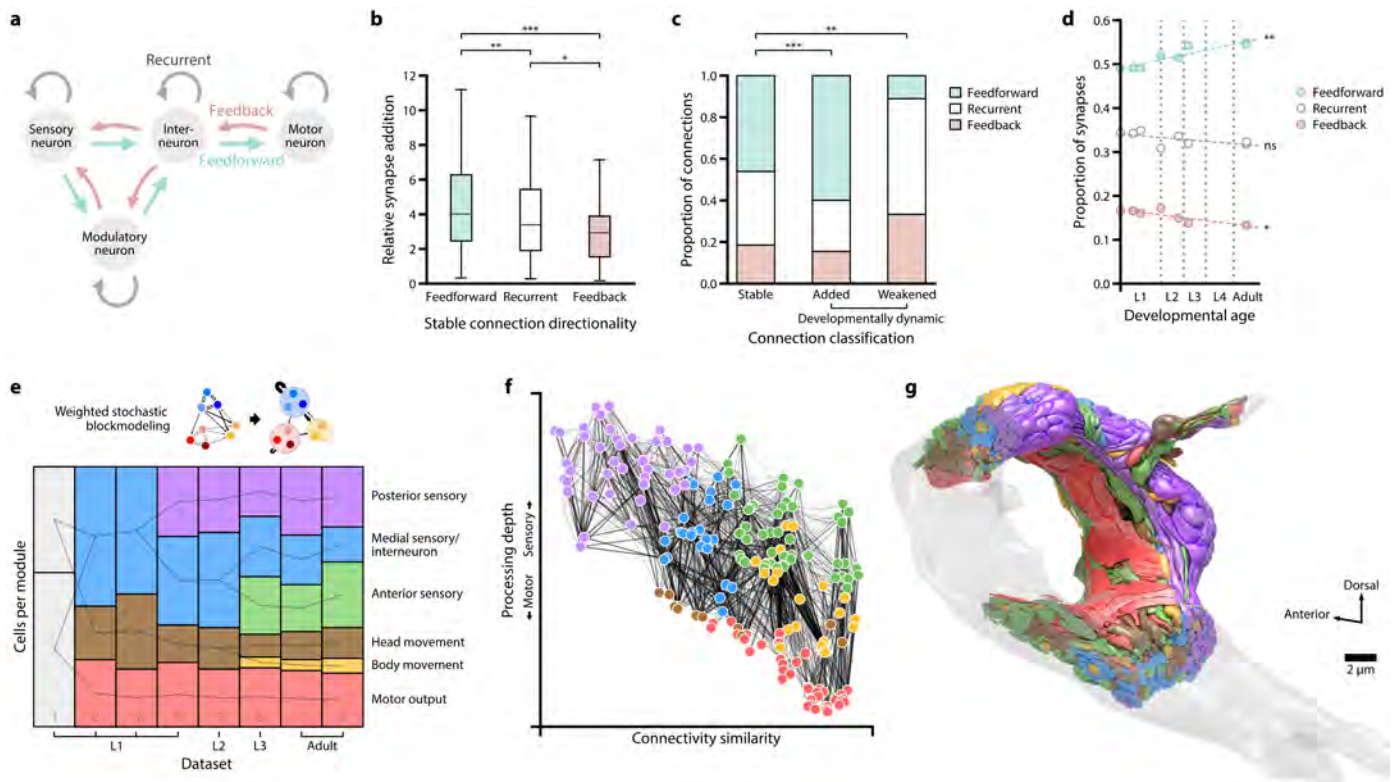 a
Recurrent
Feedback
Sensory
neuron
Inter-
neuron
Motor
neuron
Feedforward
Modulatory
neuron
b
***
**
*
Relative synapse addition
12
10
8
6
4
2
0
Feedforward
Recurrent
Feedback
Stable connection directionality
c
**
***
Proportion of connections
1.0
0.8
0.6
0.4
0.2
0
Feedforward
Recurrent
Feedback
Stable
Added
Weakened
Developmentally dynamic
Connection classification
d
Proportion of synapses
0.6
0.5
0.4
0.3
0.2
0.1
0.0
**
ns
*
Feedforward
Recurrent
Feedback
L1
L2
L3
L4
Adult
Developmental age
e
Weighted stochastic
blockmodeling
Cells per module
Posterior sensory
Medial sensory/
interneuron
Anterior sensory
Head movement
Body movement
Motor output
L1
L2
L3
Adult
Dataset
f
Processing depth
← Motor
Sensory →
Connectivity similarity
g
Dorsal
Anterior
2 µm